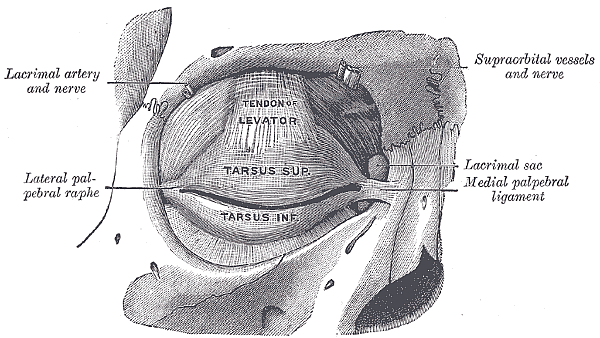 Lacrimal artery
and nerve
Supraorbital vessels
and nerve
TENDON OF
LEVATOR
TARSUS SUP.
Lacrimal sac
Lateral pal-
pebral raphe
Medial palpebral
ligament
TARSUS INF.